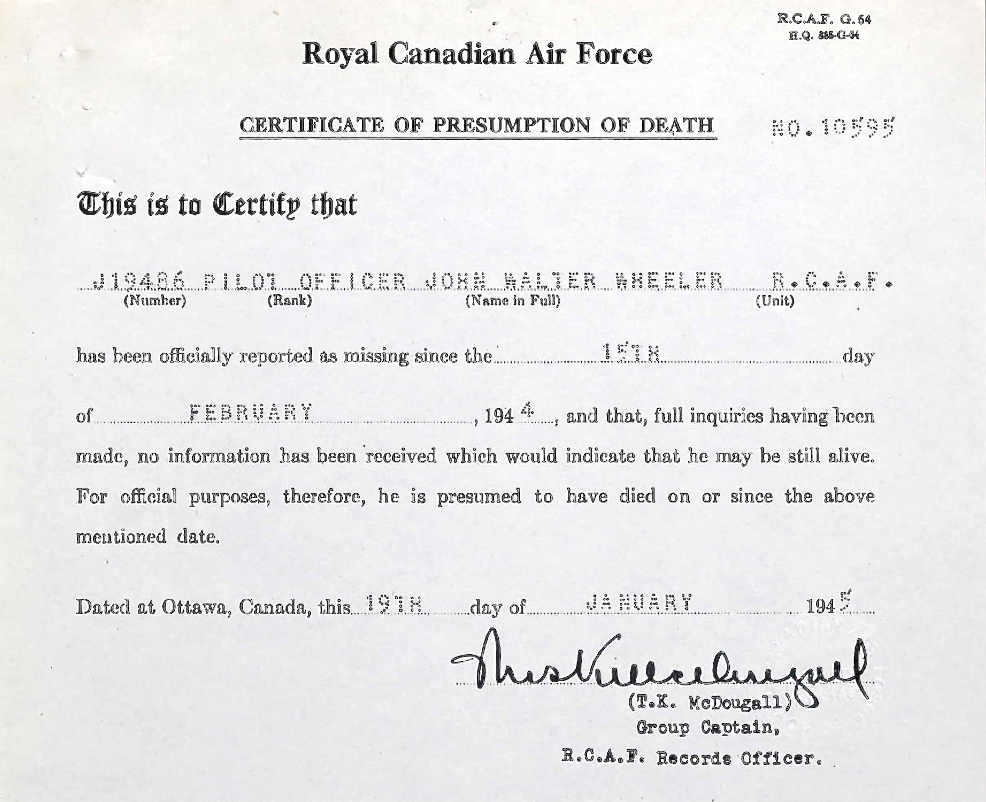 R.C.A.F. G.64
H.Q. 885-G-64
Royal Canadian Air Force
CERTIFICATE OF PRESUMPTION OF DEATH NO.10595
This is to Certify that
J19486 PILOT OFFICER JOHN WALTER WHEELER R.C.A.F.
(Number) (Rank) (Name in Full) (Unit)
has been officially reported as missing since the 15TH day
of FEBRUARY, 1944, and that, full inquiries having been
made, no information has been received which would indicate that he may be still alive.
For official purposes, therefore, he is presumed to have died on or since the above
mentioned date.
Dated at Ottawa, Canada, this 19TH day of JANUARY 1945
(T.K. McDougall)
Group Captain,
R.C.A.F. Records Officer.